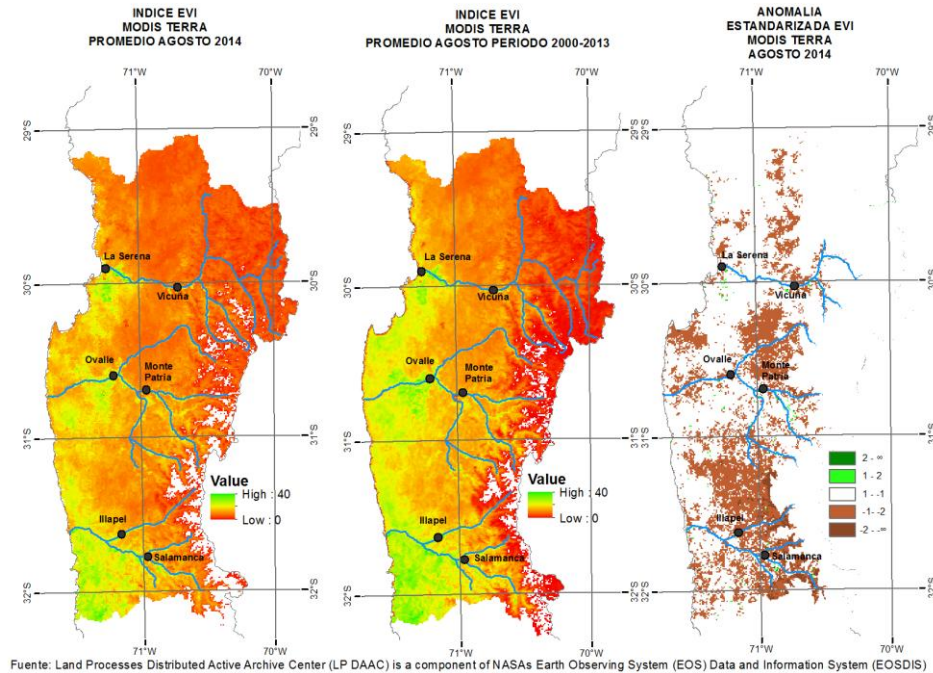 INDICE EVI
MODIS TERRA
PROMEDIO AGOSTO 2014
71°W
70°W
29°S
29°S
La Serena
30°S
30°S
Vicuña
Ovalle
Monte
Patria
31°S
31°S
Value
High : 40
Low : 0
Illapel
Salamanca
32°S
32°S
71°W
70°W
INDICE EVI
MODIS TERRA
PROMEDIO AGOSTO PERIODO 2000-2013
71°W
70°W
29°S
29°S
La Serena
30°S
30°S
Vicuña
Ovalle
Monte
Patria
31°S
31°S
Value
High : 40
Low : 0
Illapel
Salamanca
32°S
32°S
71°W
70°W
ANOMALIA
ESTANDARIZADA EVI
MODIS TERRA
AGOSTO 2014
71°W
70°W
29°S
29°S
La Serena
30°S
30°S
Vicuña
Ovalle
Monte
Patria
31°S
31°S
2 - ∞
1 - 2
1 - -1
-1 - -2
-2 - -∞
Illapel
Salamanca
32°S
32°S
71°W
70°W
Fuente: Land Processes Distributed Active Archive Center (LP DAAC) is a component of NASAs Earth Observing System (EOS) Data and Information System (EOSDIS)